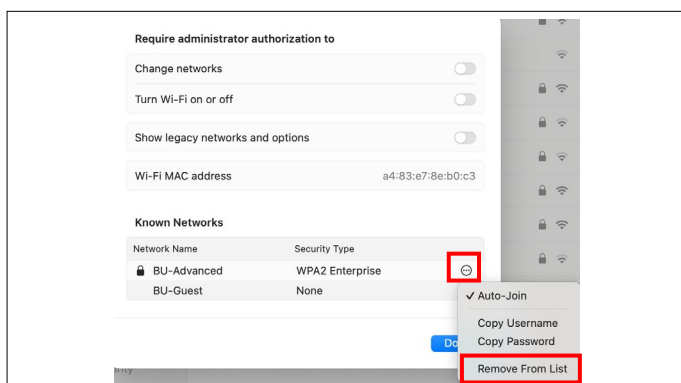 Require administrator authorization to
Change networks
Turn Wi-Fi on or off
Show legacy networks and options
Wi-Fi MAC address a4:83:e7:8e:b0:c3
Known Networks
Network Name Security Type
BU-Advanced WPA2 Enterprise
BU-Guest None
✓ Auto-Join
Copy Username
Copy Password
Do
Remove From List